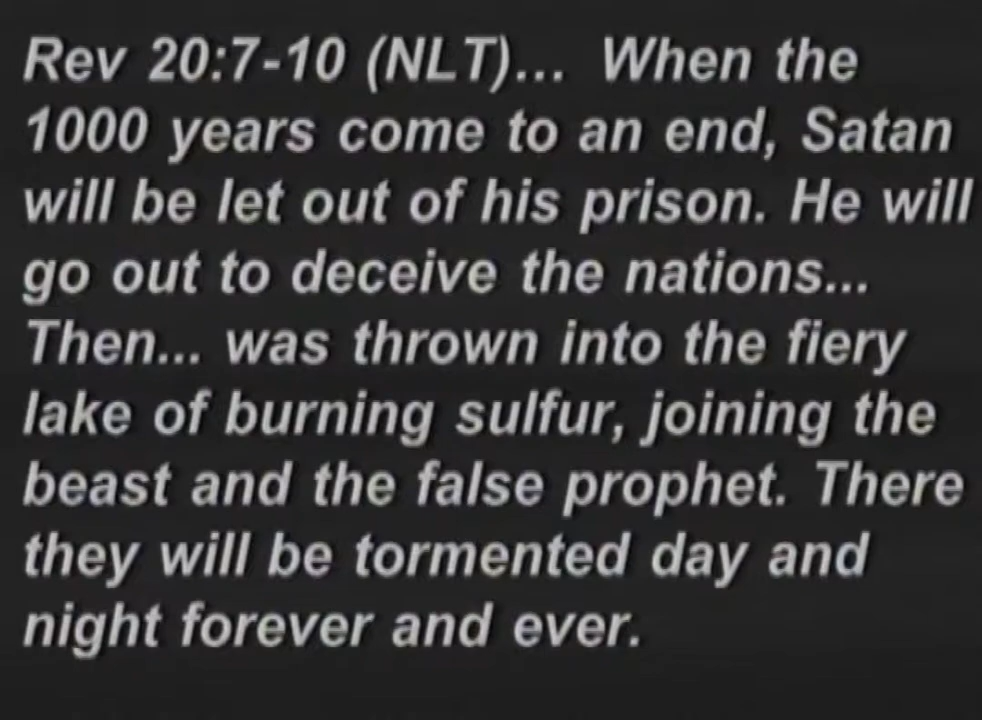 Rev 20:7-10 (NLT)... When the
1000 years come to an end, Satan
will be let out of his prison. He will
go out to deceive the nations...
Then... was thrown into the fiery
lake of burning sulfur, joining the
beast and the false prophet. There
they will be tormented day and
night forever and ever.